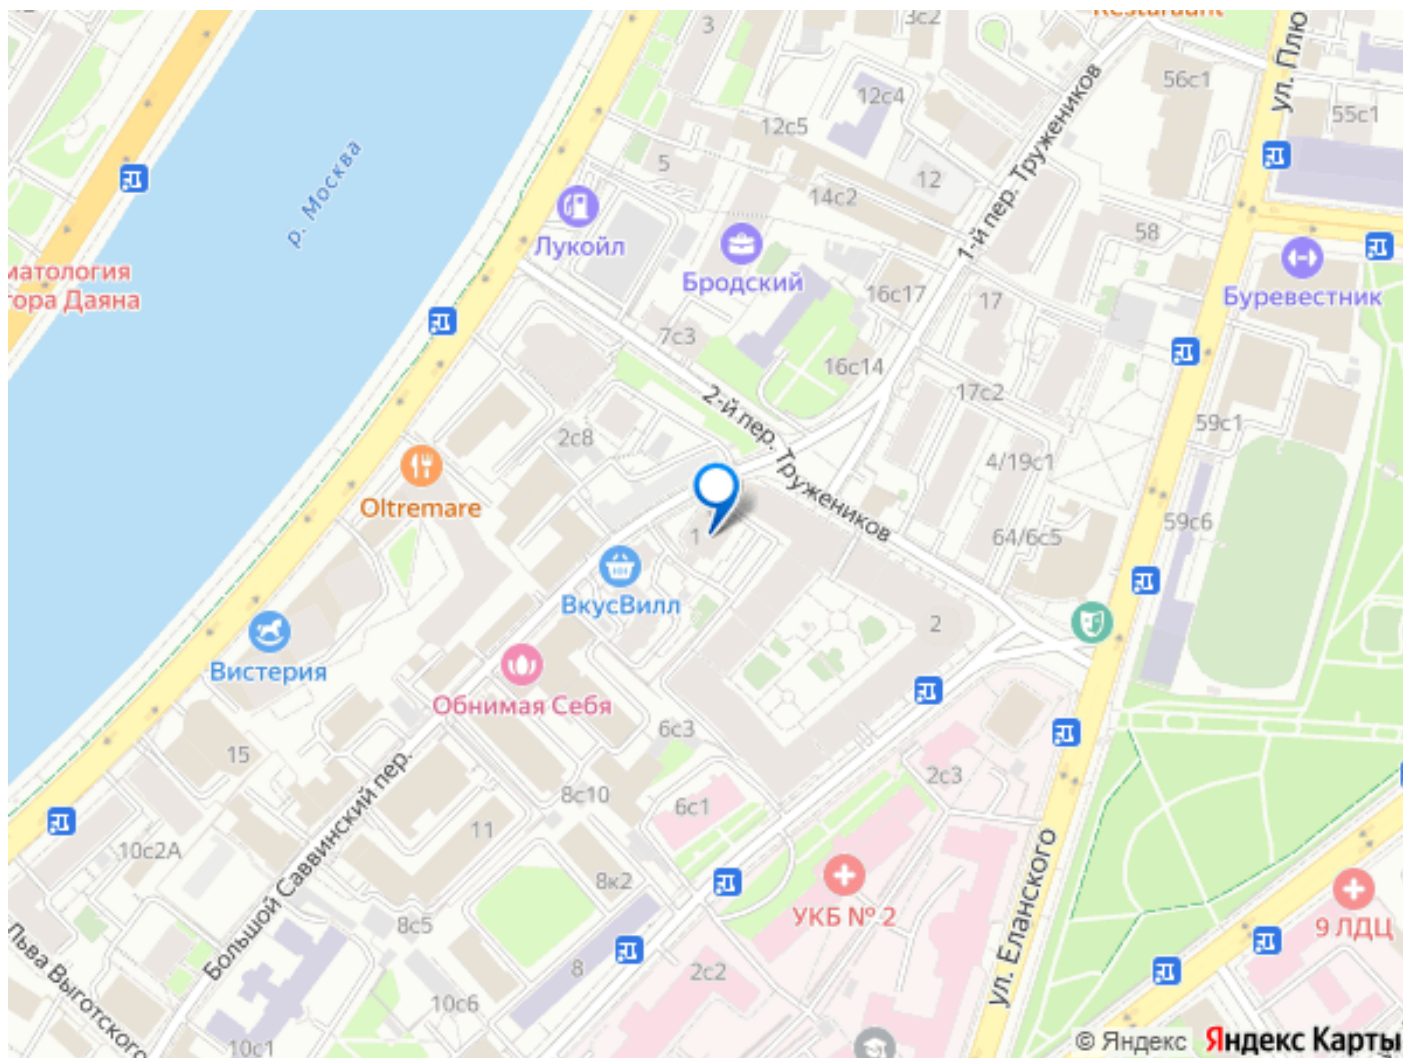 Restaurant
3с2
3
ул. Плю
56с1
12с4
55с1
12с5
5
12
14с2
1-й пер. Тружеников
р. Москва
58
Лукойл
Бродский
матология
тора Даяна
16с17
17
Буревестник
7с3
16с14
17с2
2-й пер. Тружеников
59с1
2с8
4/19с1
Oltremare
59с6
1
64/6с5
ВкусВилл
2
Вистерия
Обнимая Себя
6с3
15
2с3
8с10
6с1
Большой Саввинский пер.
11
10с2А
8к2
УКБ № 2
ул. Еланского
8с5
9 ЛДЦ
Льва Выготского
8
2с2
10с6
10с1
© Яндекс
Яндекс Карты